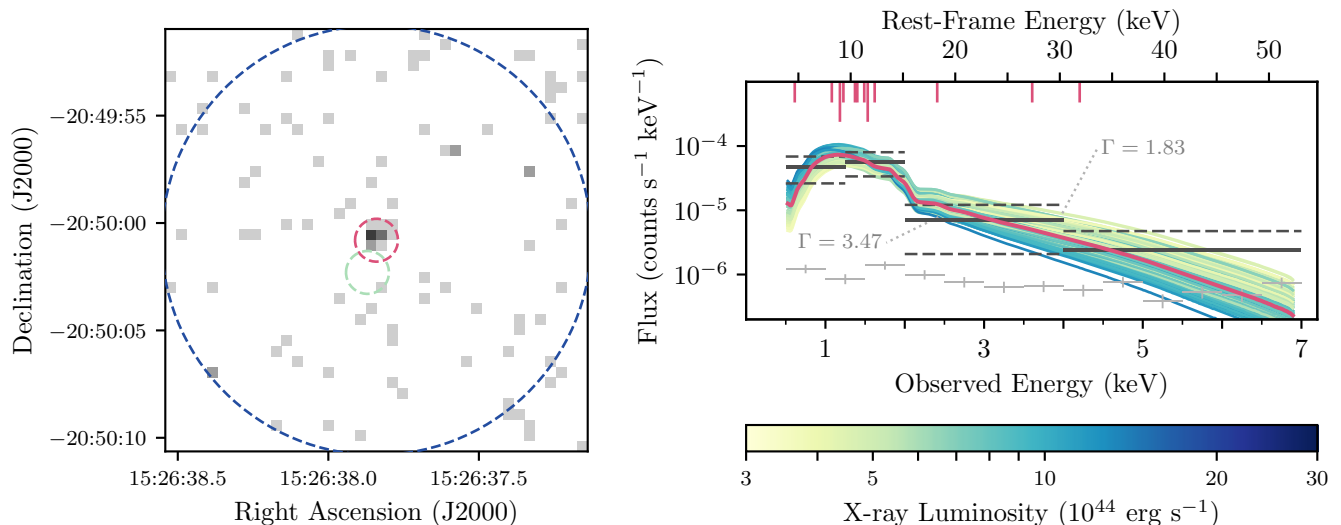 −20:49:55
−20:50:00
−20:50:05
−20:50:10
Declination (J2000)
15:26:38.5 15:26:38.0 15:26:37.5
Right Ascension (J2000)
Rest-Frame Energy (keV)
10 20 30 40 50
10⁻⁴
10⁻⁵
10⁻⁶
Flux (counts s⁻¹ keV⁻¹)
Γ = 1.83
Γ = 3.47
1 3 5 7
Observed Energy (keV)
3 5 10 20 30
X-ray Luminosity (10⁴⁴ erg s⁻¹)